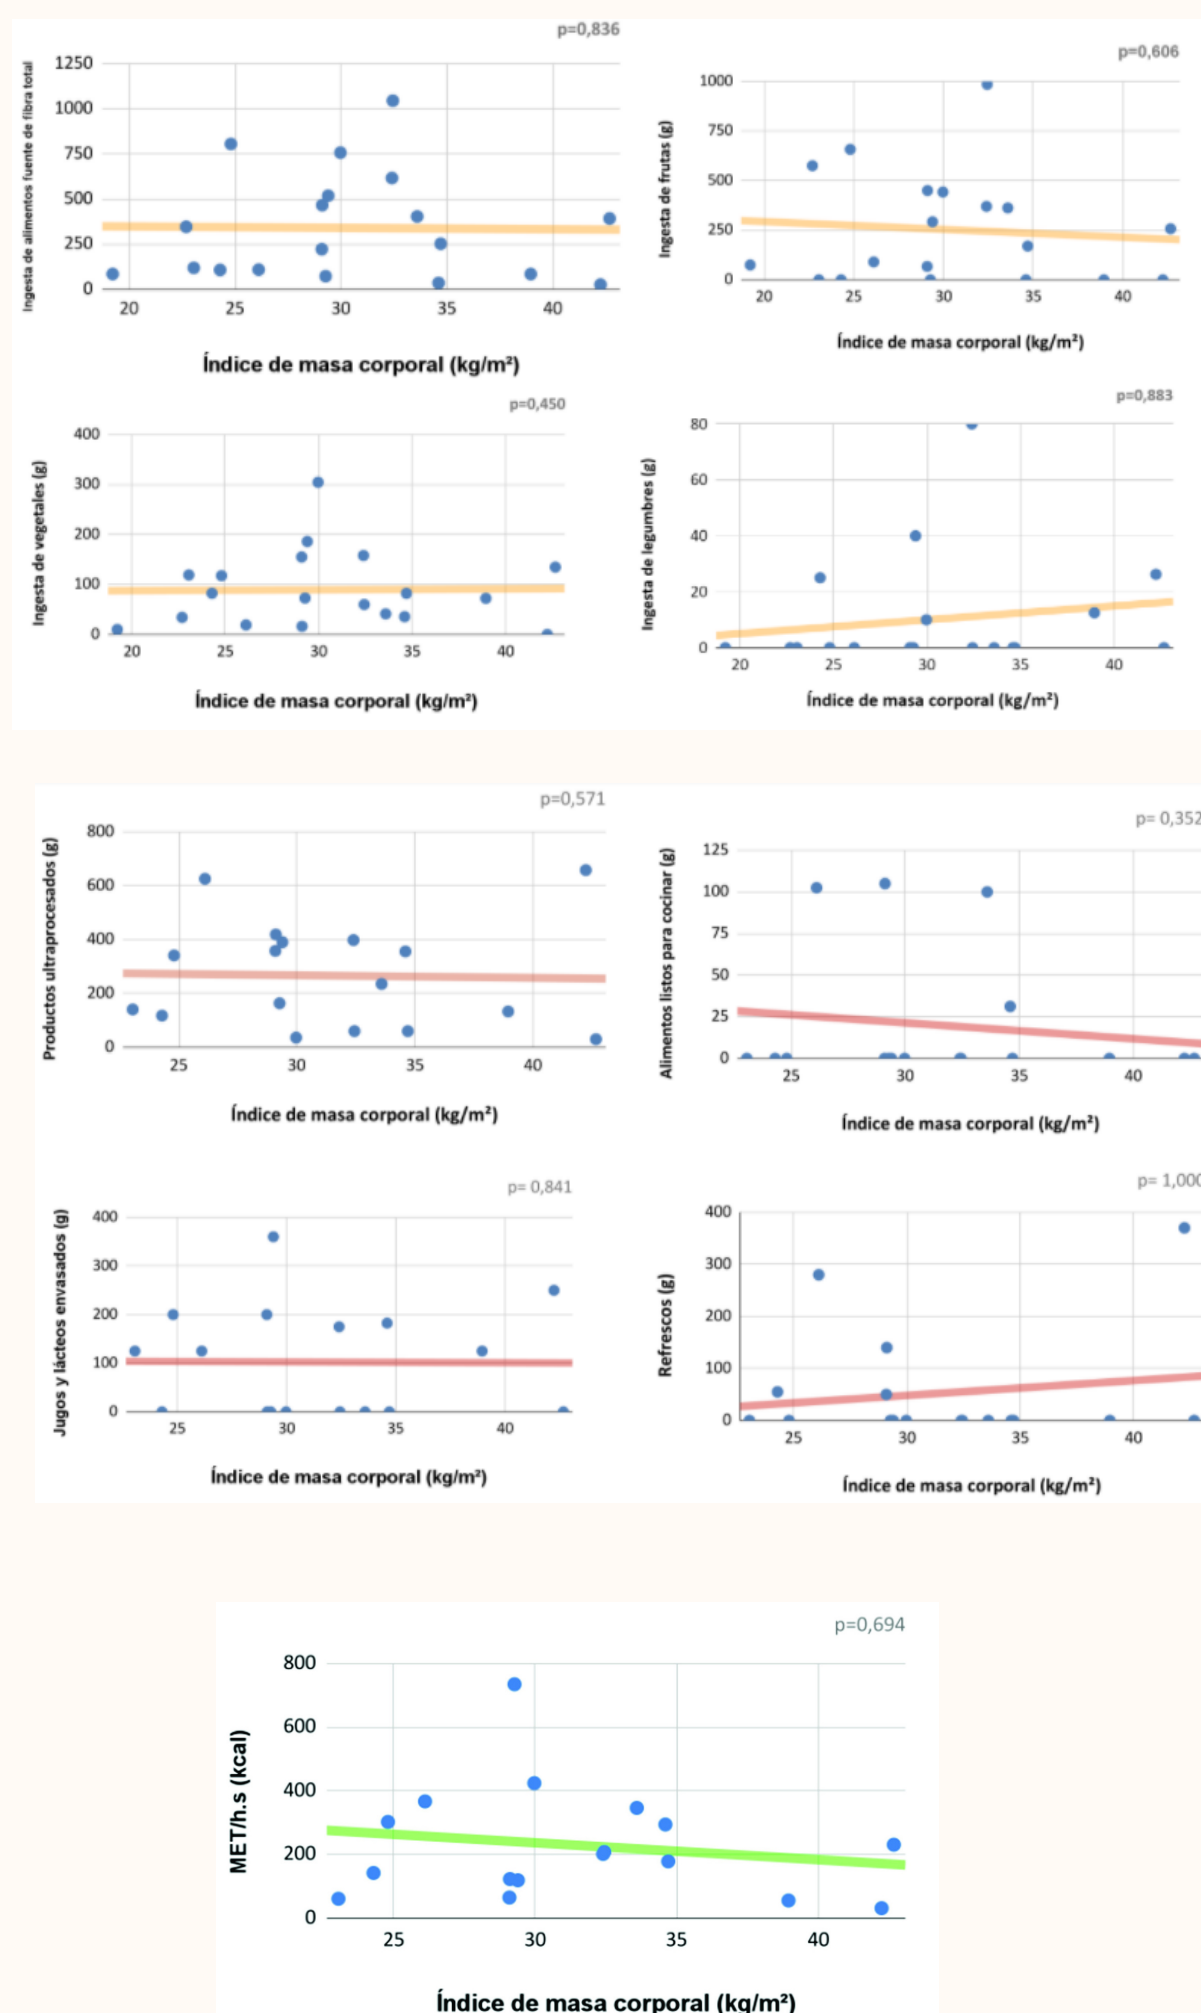 p=0,836
Ingesta de alimentos fuente de fibra total
1250
1000
750
500
250
0
20 25 30 35 40
Índice de masa corporal (kg/m²)
p=0,606
Ingesta de frutas (g)
1000
750
500
250
0
20 25 30 35 40
Índice de masa corporal (kg/m²)
p=0,450
Ingesta de vegetales (g)
400
300
200
100
0
20 25 30 35 40
Índice de masa corporal (kg/m²)
p=0,883
Ingesta de legumbres (g)
80
60
40
20
0
20 25 30 35 40
Índice de masa corporal (kg/m²)
p=0,571
Productos ultraprocesados (g)
800
600
400
200
0
25 30 35 40
Índice de masa corporal (kg/m²)
p= 0,352
Alimentos listos para cocinar (g)
125
100
75
50
25
0
25 30 35 40
Índice de masa corporal (kg/m²)
p= 0,841
Jugos y lácteos envasados (g)
400
300
200
100
0
25 30 35 40
Índice de masa corporal (kg/m²)
p= 1,000
Refrescos (g)
400
300
200
100
0
25 30 35 40
Índice de masa corporal (kg/m²)
p=0,694
MET/h.s (kcal)
800
600
400
200
0
25 30 35 40
Índice de masa corporal (kg/m²)